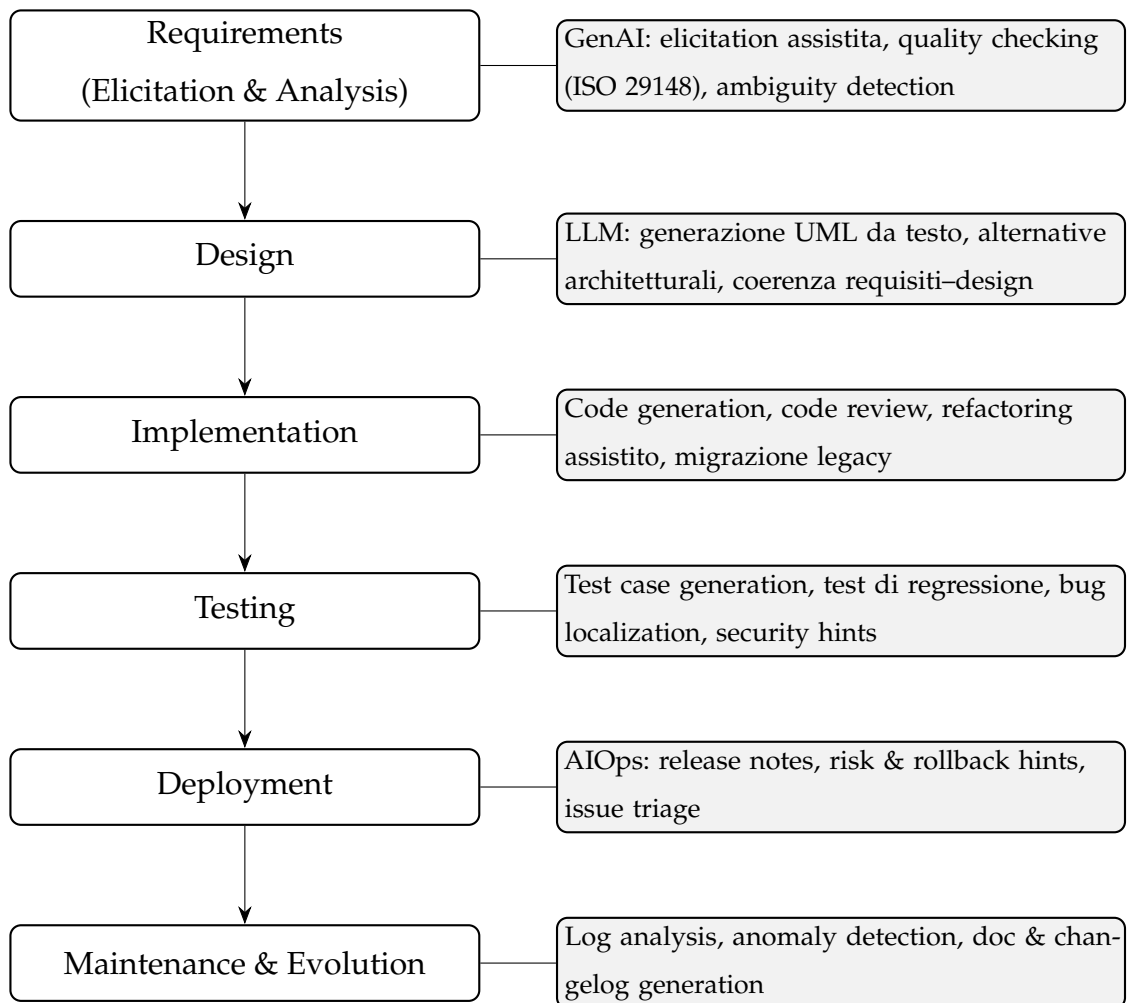 Requirements
(Elicitation & Analysis)
GenAI: elicitation assistita, quality checking
(ISO 29148), ambiguity detection
Design
LLM: generazione UML da testo, alternative
architetturali, coerenza requisiti–design
Implementation
Code generation, code review, refactoring
assistito, migrazione legacy
Testing
Test case generation, test di regressione, bug
localization, security hints
Deployment
AIOps: release notes, risk & rollback hints,
issue triage
Maintenance & Evolution
Log analysis, anomaly detection, doc & chan-
gelog generation